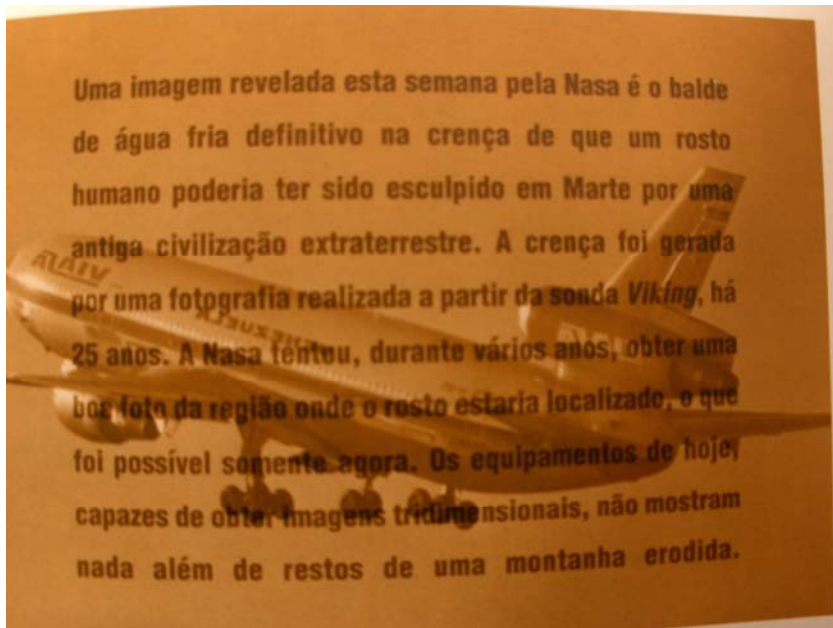 Uma imagem revelada esta semana pela Nasa é o balde
de água fria definitivo na crença de que um rosto
humano poderia ter sido esculpido em Marte por uma
antiga civilização extraterrestre. A crença foi gerada
por uma fotografia realizada a partir da sonda Viking, há
25 anos. A Nasa tentou, durante vários anos, obter uma
boa foto da região onde o rosto estaria localizado, o que
foi possível somente agora. Os equipamentos de hoje,
capazes de obter imagens tridimensionais, não mostram
nada além de restos de uma montanha erodida.
VIASA